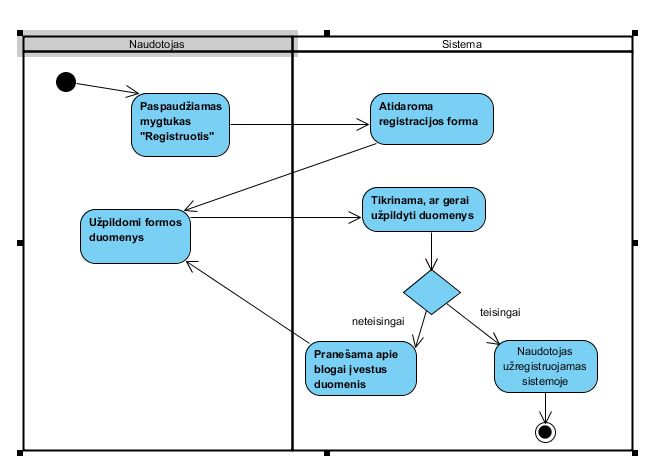 Naudotojas
Sistema
Paspaudžiamas
mygtukas
"Registruotis"
Atidaroma
registracijos forma
Užpildomi formos
duomenys
Tikrinama, ar gerai
užpildyti duomenys
neteisingai
teisingai
Pranešama apie
blogai įvestus
duomenis
Naudotojas
užregistruojamas
sistemoje